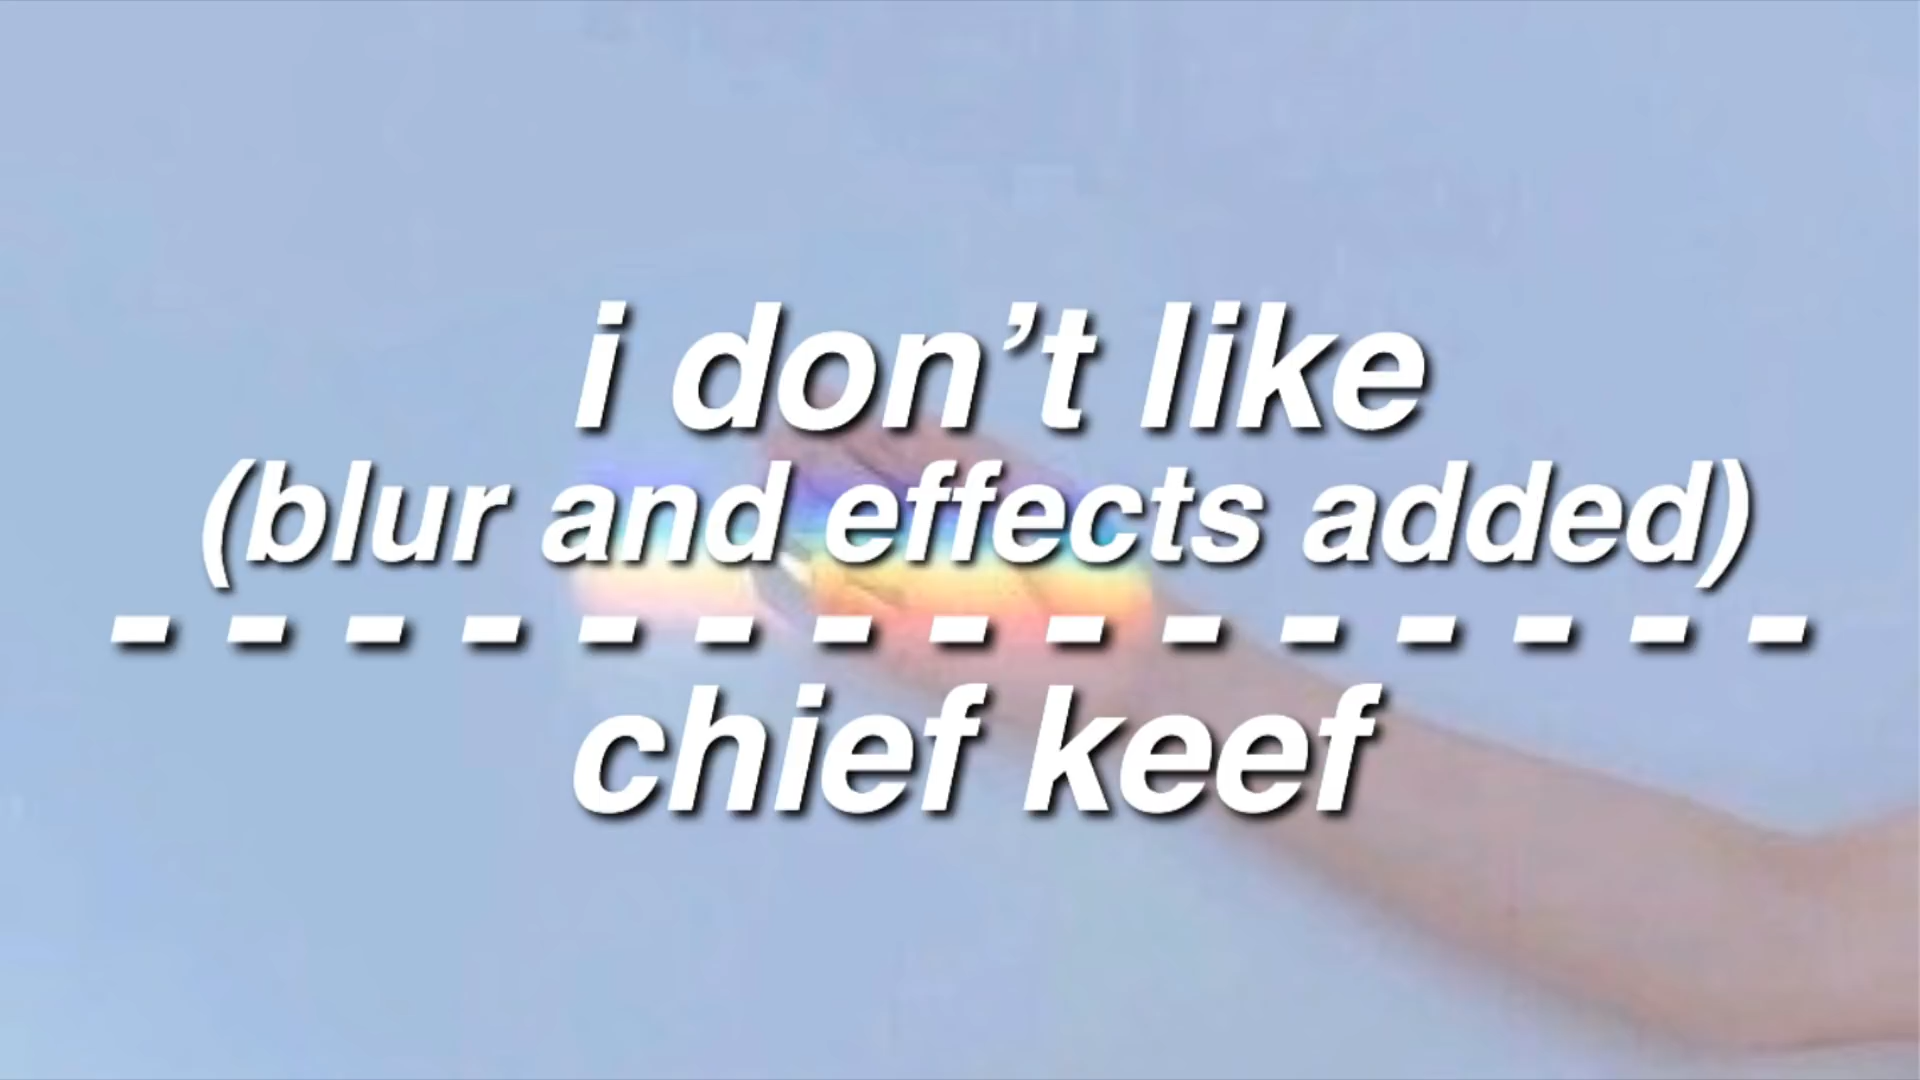 i don't like
(blur and effects added)
- - - - - - - - - - - - - - -
chief keef